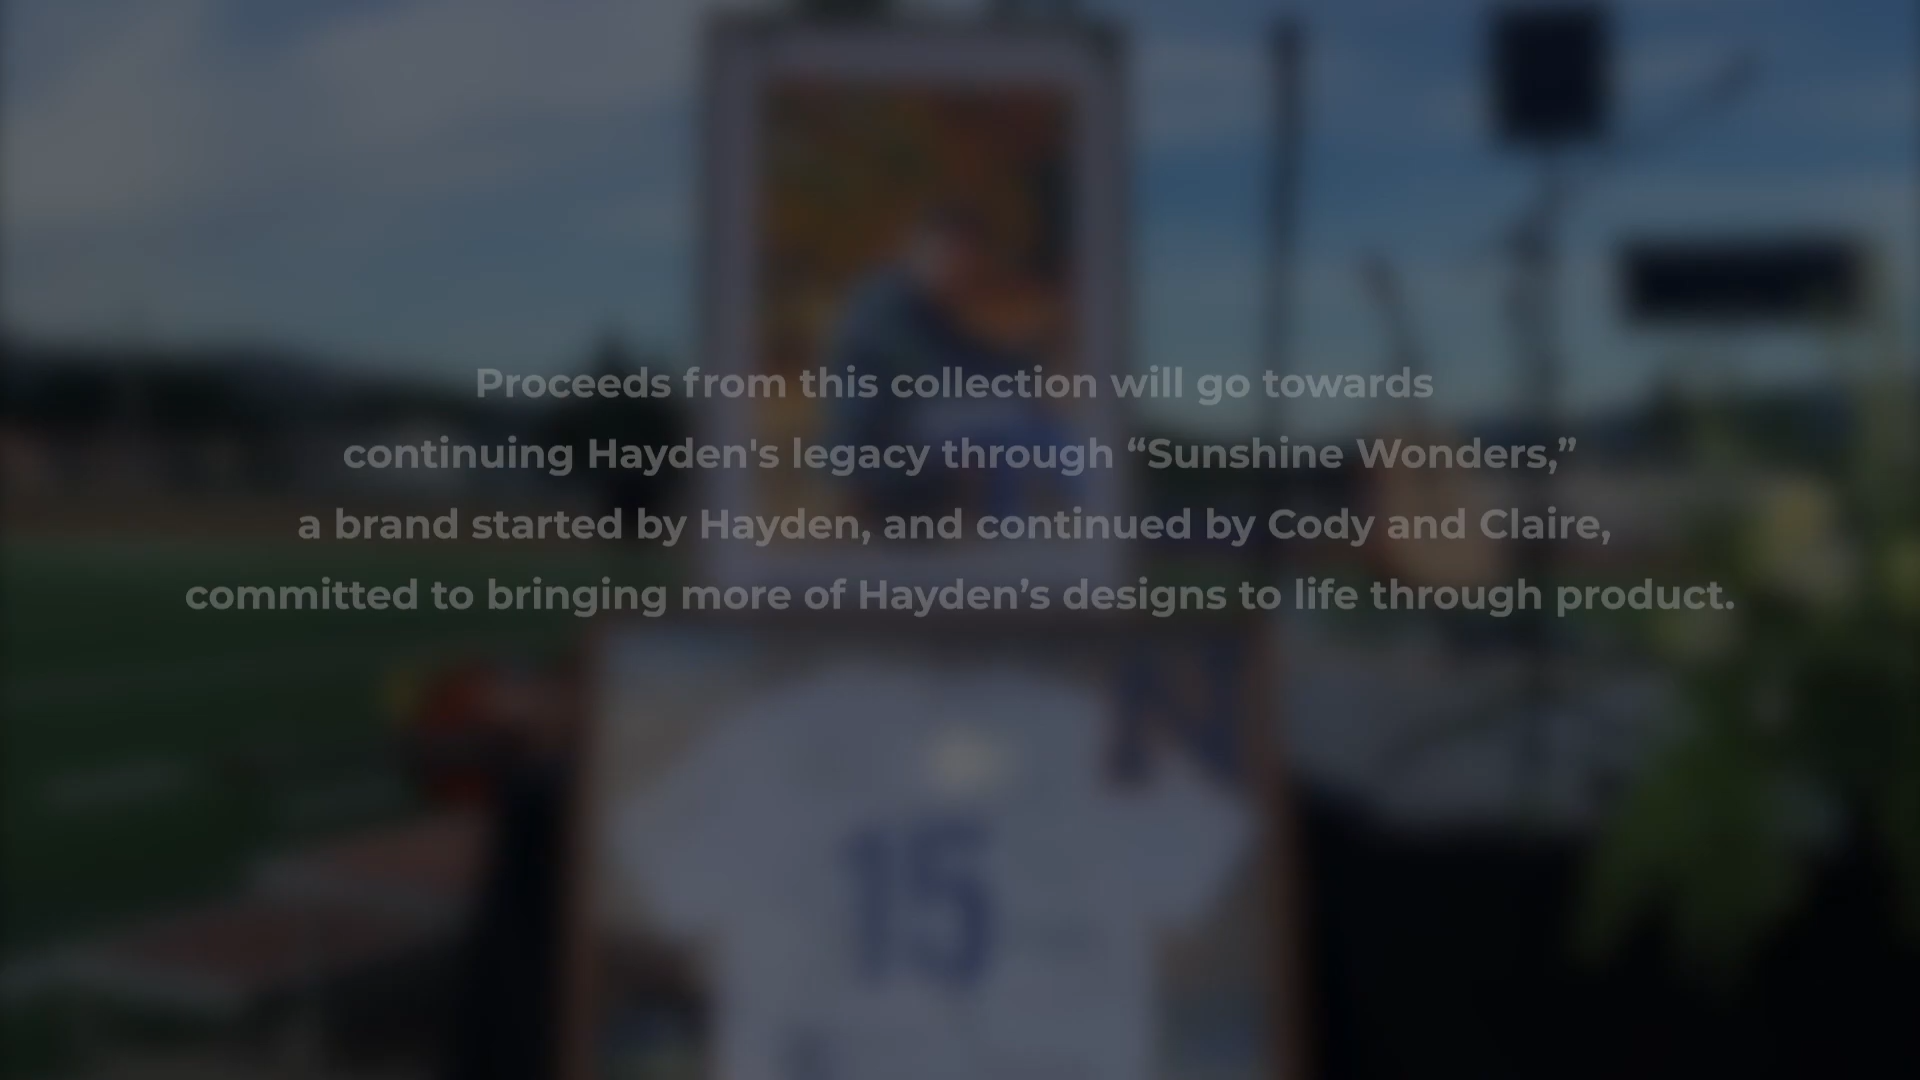 Proceeds from this collection will go towards
continuing Hayden's legacy through “Sunshine Wonders,”
a brand started by Hayden, and continued by Cody and Claire,
committed to bringing more of Hayden’s designs to life through product.
15